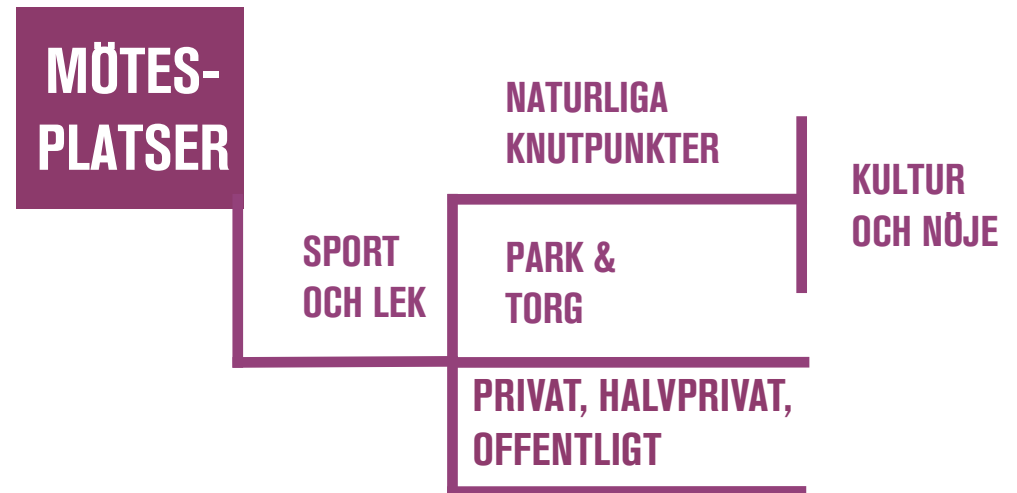 MÖTES-
PLATSER
NATURLIGA
KNUTPUNKTER
KULTUR
OCH NÖJE
SPORT
OCH LEK
PARK &
TORG
PRIVAT, HALVPRIVAT,
OFFENTLIGT